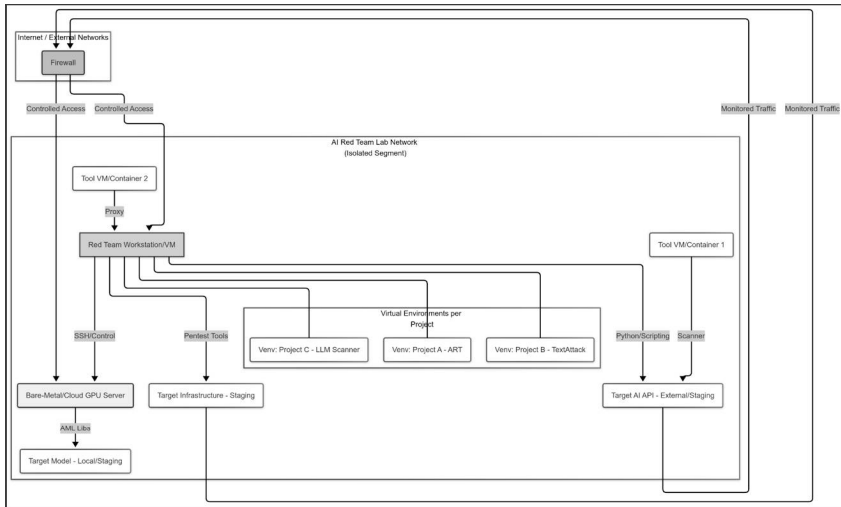 Internet / External Networks
Firewall
Controlled Access
Controlled Access
Monitored Traffic
Monitored Traffic
AI Red Team Lab Network
(Isolated Segment)
Tool VM/Container 2
Proxy
Red Team Workstation/VM
Tool VM/Container 1
Virtual Environments per
Project
SSH/Control
Pentest Tools
Venv: Project C - LLM Scanner
Venv: Project A - ART
Venv: Project B - TextAttack
Python/Scripting
Scanner
Bare-Metal/Cloud GPU Server
Target Infrastructure - Staging
Target AI API - External/Staging
AML Libs
Target Model - Local/Staging